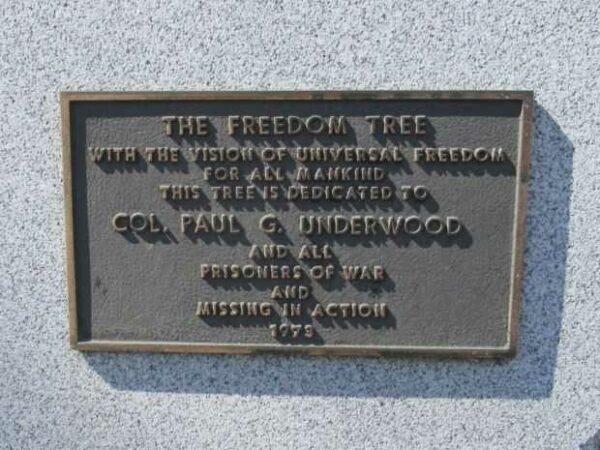 THE FREEDOM TREE
WITH THE VISION OF UNIVERSAL FREEDOM
FOR ALL MANKIND
THIS TREE IS DEDICATED TO
COL. PAUL G. UNDERWOOD
AND ALL
PRISONERS OF WAR
AND
MISSING IN ACTION
1973